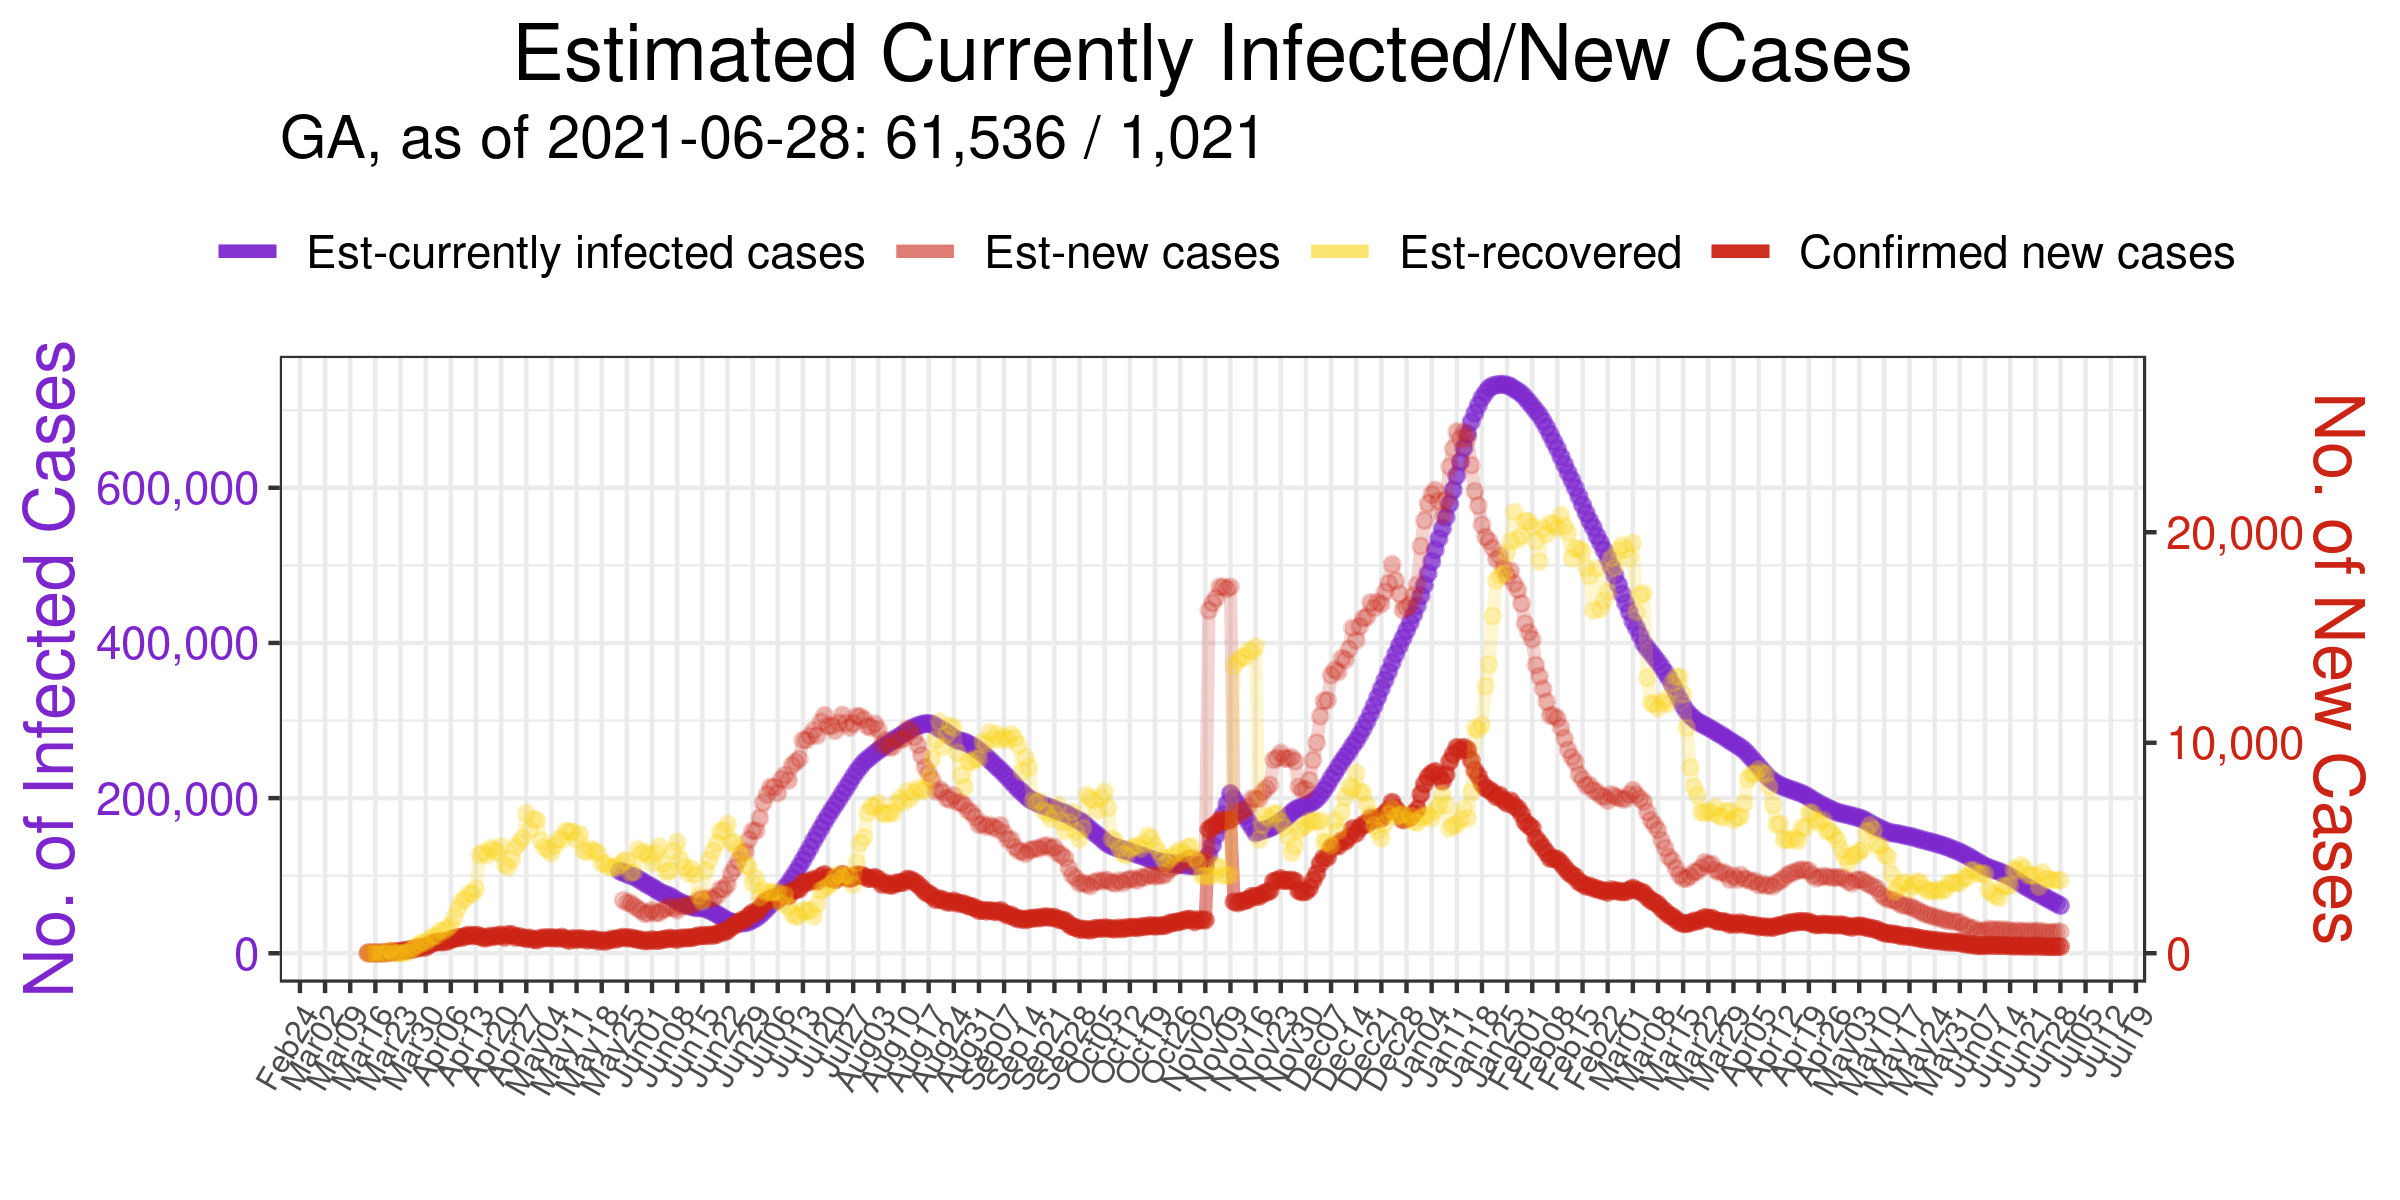 Estimated Currently Infected/New Cases
GA, as of 2021-06-28: 61,536 / 1,021
Est-currently infected cases Est-new cases Est-recovered Confirmed new cases
No. of Infected Cases
600,000
400,000
200,000
0
20,000
10,000
0
No. of New Cases
Feb24
Mar02
Mar09
Mar16
Mar23
Mar30
Apr06
Apr13
Apr20
Apr27
May04
May11
May18
May25
Jun01
Jun08
Jun15
Jun22
Jun29
Jul06
Jul13
Jul20
Jul27
Aug03
Aug10
Aug17
Aug24
Aug31
Sep07
Sep14
Sep21
Sep28
Oct05
Oct12
Oct19
Oct26
Nov02
Nov09
Nov16
Nov23
Nov30
Dec07
Dec14
Dec21
Dec28
Jan04
Jan11
Jan18
Jan25
Feb01
Feb08
Feb15
Feb22
Mar01
Mar08
Mar15
Mar22
Mar29
Apr05
Apr12
Apr19
Apr26
May03
May10
May17
May24
May31
Jun07
Jun14
Jun21
Jun28
Jul05
Jul12
Jul19